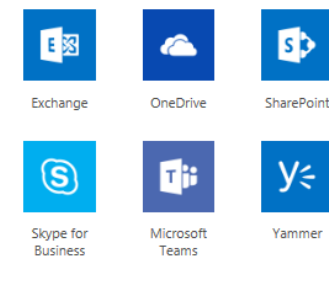 E
S
Exchange
OneDrive
SharePoint
S
T
Skype for
Business
Microsoft
Teams
Yammer